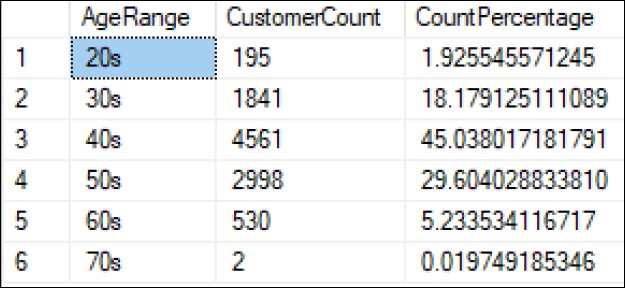 AgeRange CustomerCount CountPercentage
1 20s 195 1.925545571245
2 30s 1841 18.179125111089
3 40s 4561 45.038017181791
4 50s 2998 29.604028833810
5 60s 530 5.233534116717
6 70s 2 0.019749185346